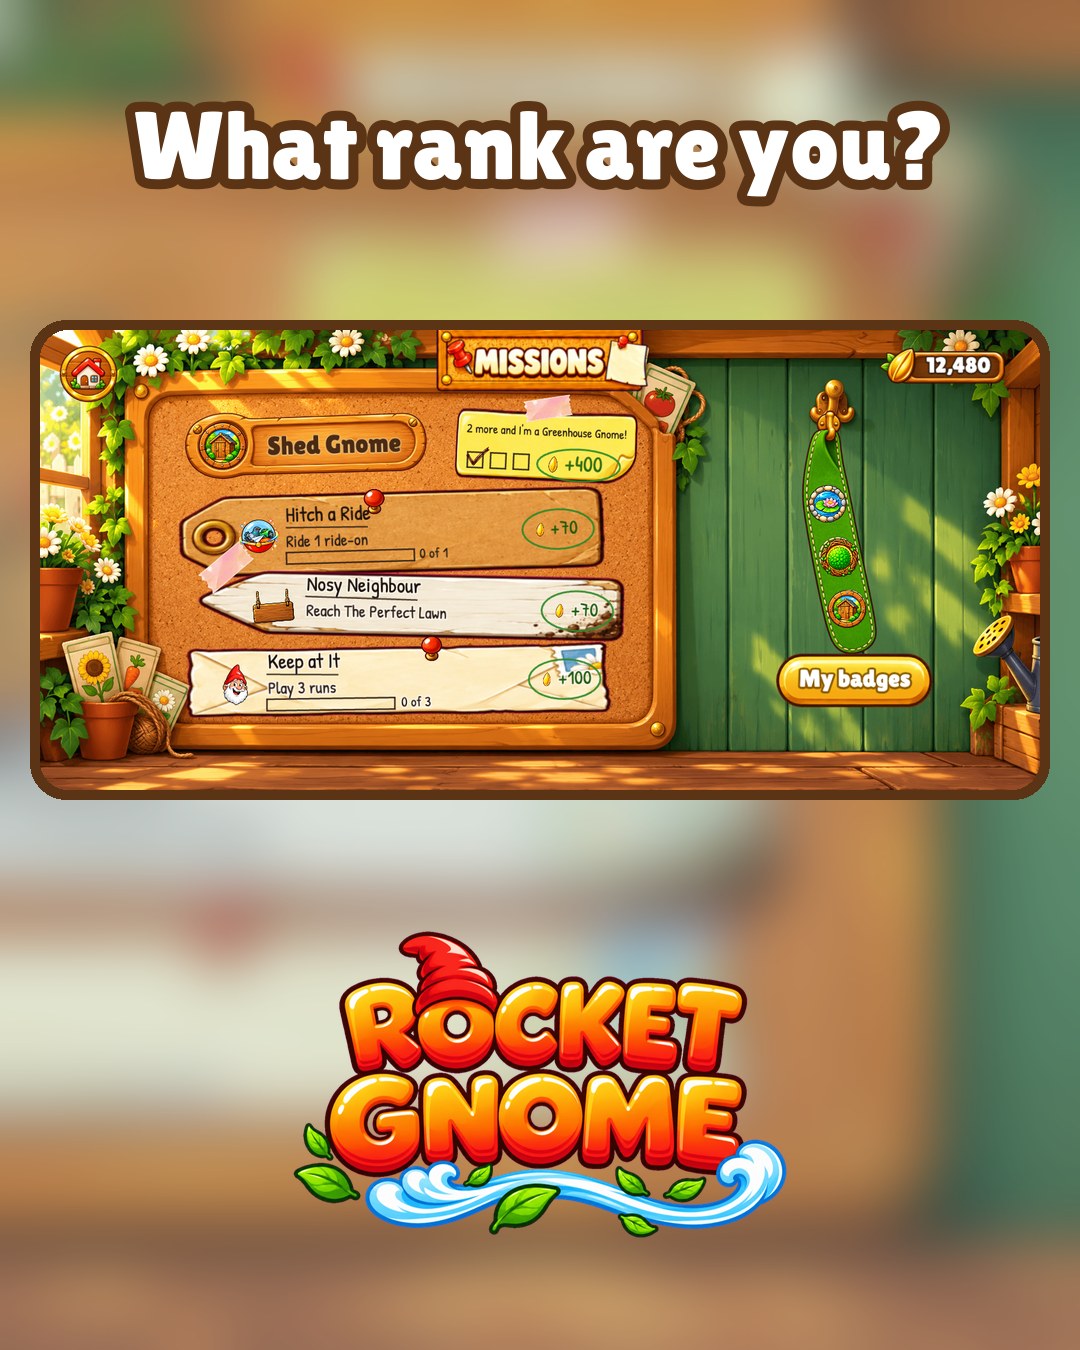 What rank are you?
MISSIONS
12,480
Shed Gnome
2 more and I'm a Greenhouse Gnome!
+400
Hitch a Ride
Ride 1 ride-on
0 of 1
+70
Nosy Neighbour
Reach The Perfect Lawn
+70
Keep at It
Play 3 runs
0 of 3
+100
My badges
ROCKET
GNOME